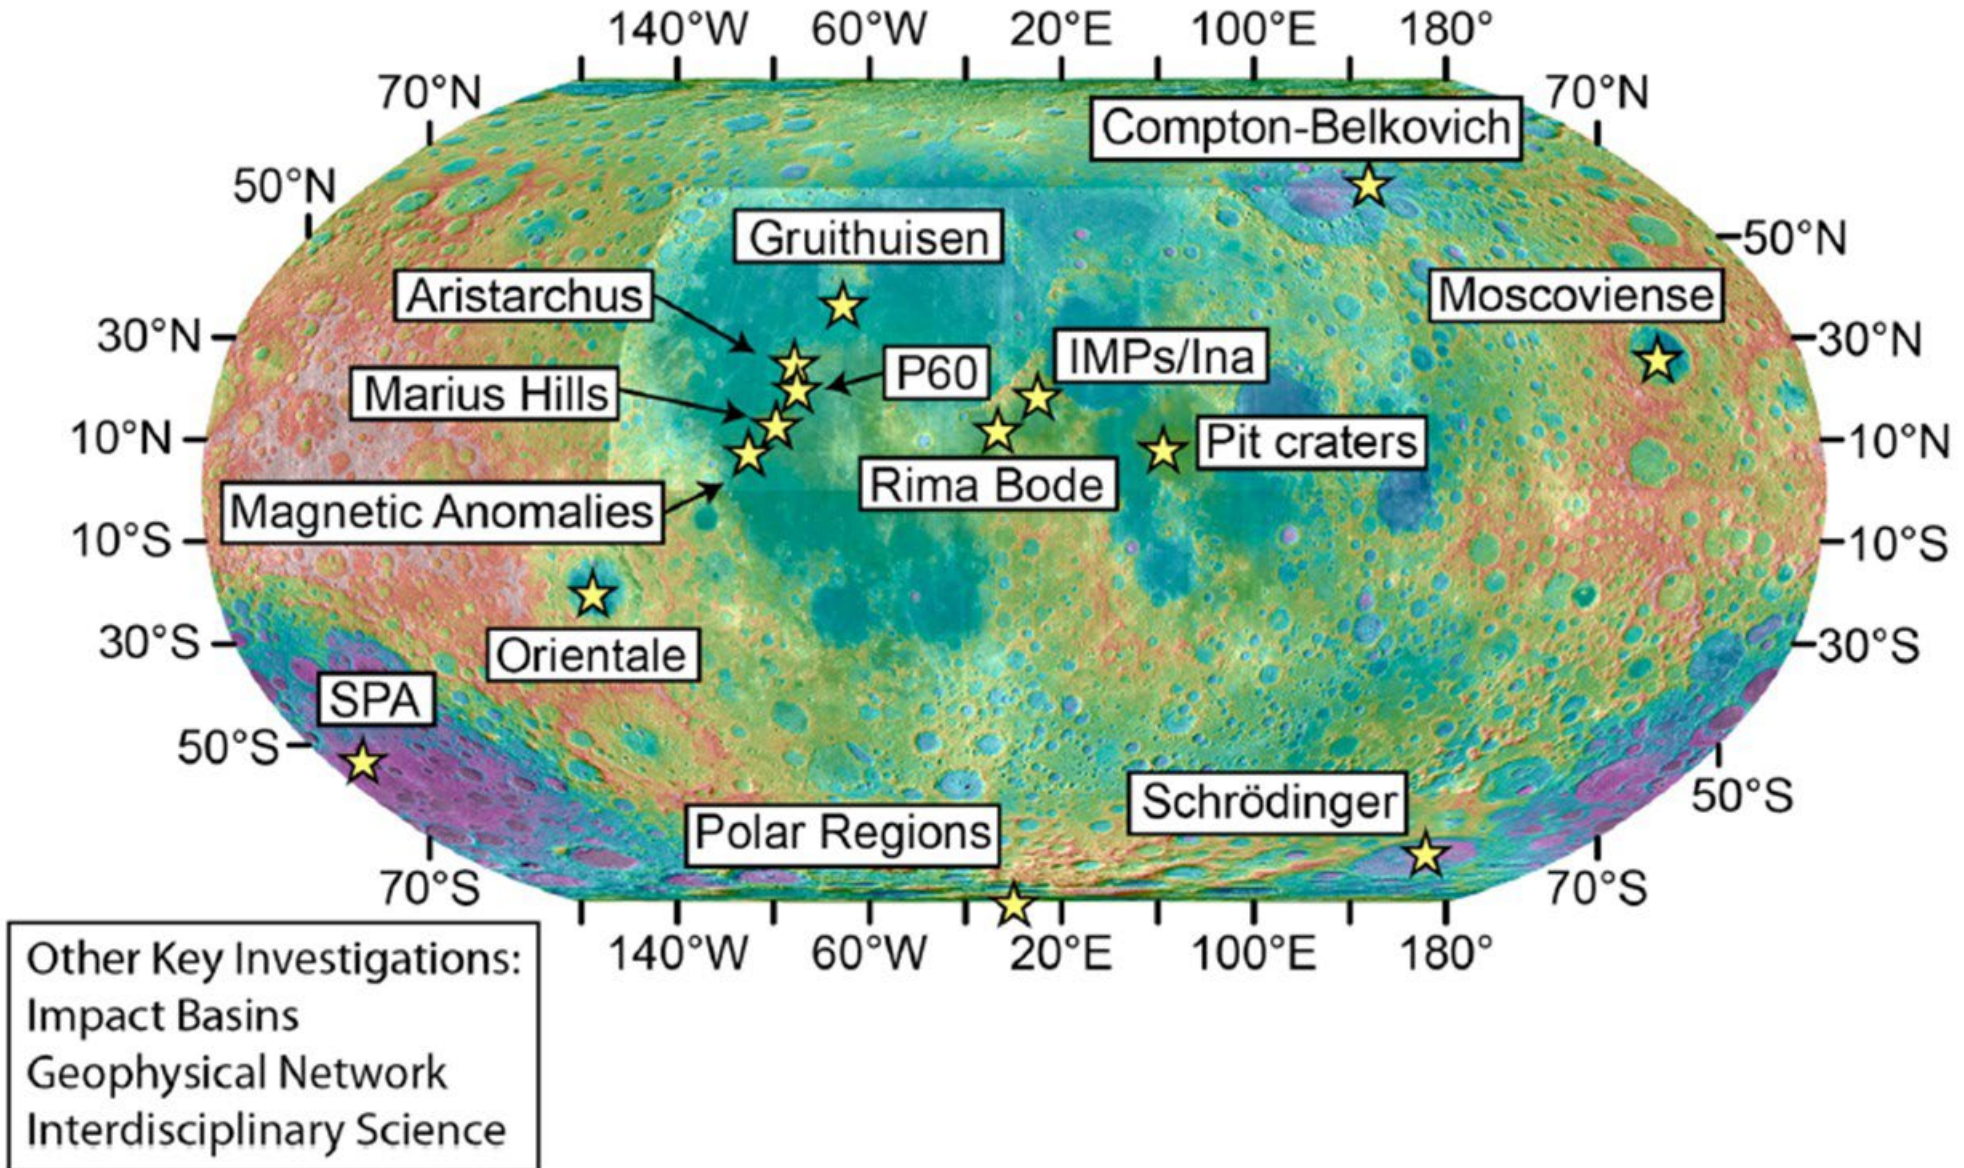 140°W 60°W 20°E 100°E 180°
70°N 70°N
Compton-Belkovich
50°N
Gruithuisen
50°N
Aristarchus
Moscoviense
30°N
IMPs/Ina
30°N
P60
Marius Hills
10°N
Pit craters
10°N
Rima Bode
Magnetic Anomalies
10°S
10°S
30°S
Orientale
30°S
SPA
50°S
50°S
Schrödinger
Polar Regions
70°S
70°S
140°W 60°W 20°E 100°E 180°
Other Key Investigations:
Impact Basins
Geophysical Network
Interdisciplinary Science